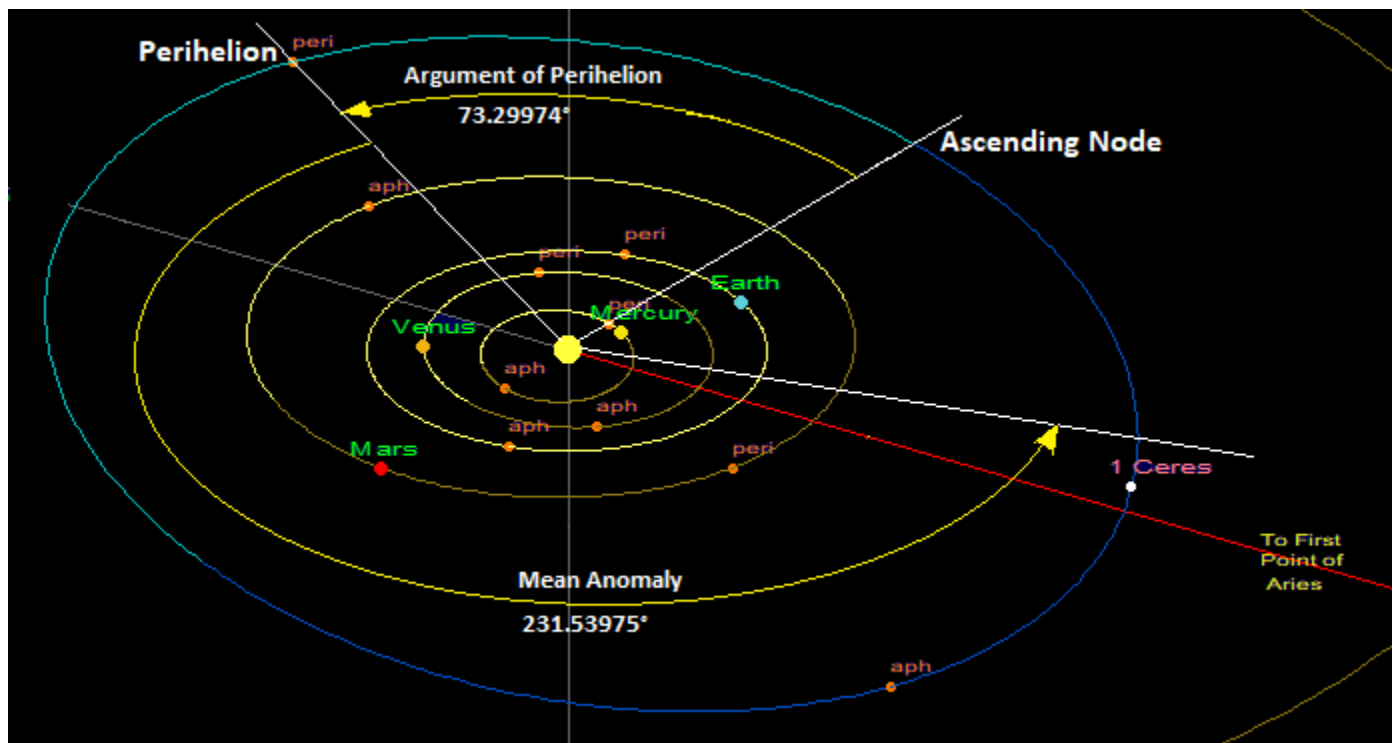 peri
Perihelion
Argument of Perihelion
73.29974°
Ascending Node
aph
peri
peri
Earth
peri
Mercury
Venus
aph
aph
aph
Mars
peri
1 Ceres
To First
Point of
Aries
Mean Anomaly
231.53975°
aph